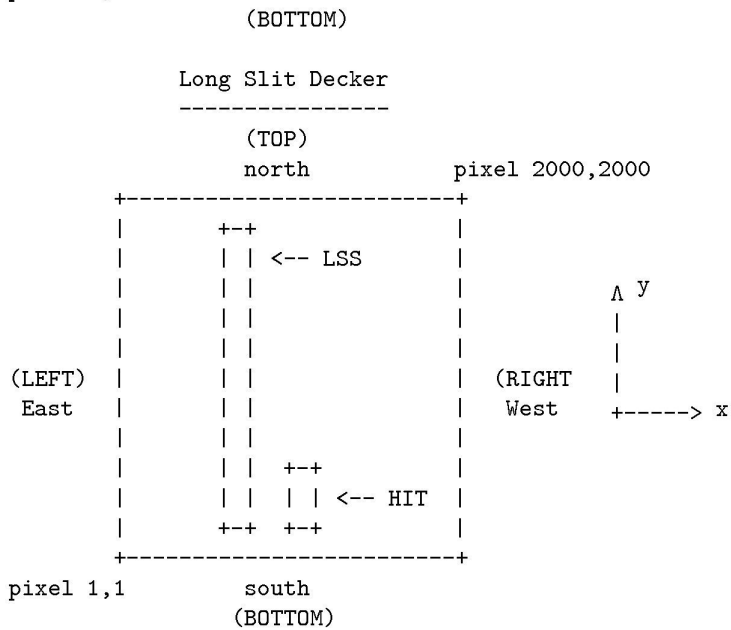 (BOTTOM)
Long Slit Decker
----------------
(TOP)
north pixel 2000,2000
+-------------------------+
| +-+ |
| | | <-- LSS |
| | | | Λ y
| | | | |
| | | | |
(LEFT) | | | | (RIGHT |
East | | | | West +-----> x
| | | +-+ |
| | | | | <-- HIT |
| +-+ +-+ |
+-------------------------+
pixel 1,1 south
(BOTTOM)